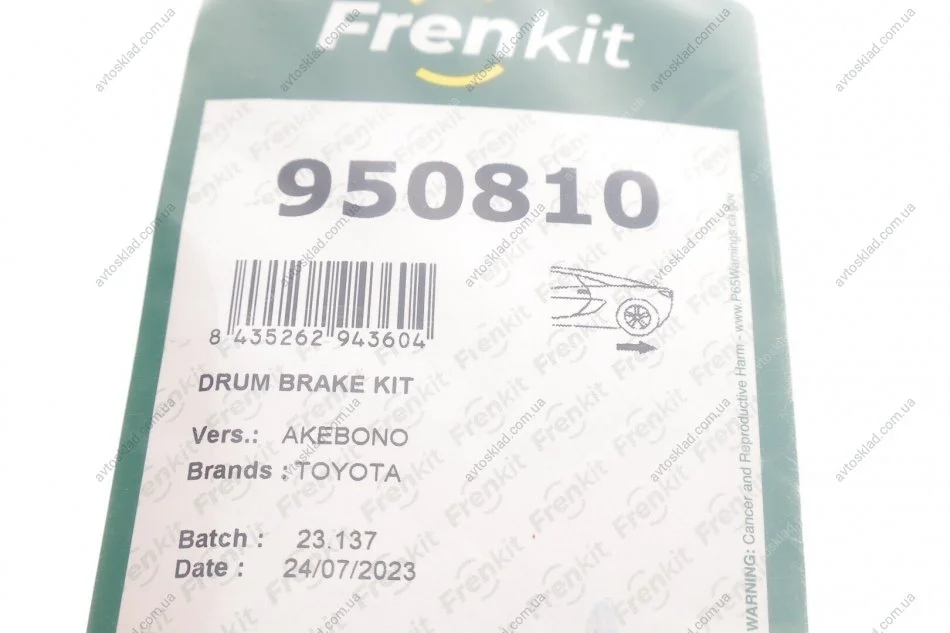 Frenkit
950810
8 435262 943604
DRUM BRAKE KIT
Vers.: AKEBONO
Brands : TOYOTA
Batch : 23.137
Date : 24/07/2023
WARNING: Cancer and Reproductive Harm - www.P65Warnings.ca.gov
avtosklad.com.ua